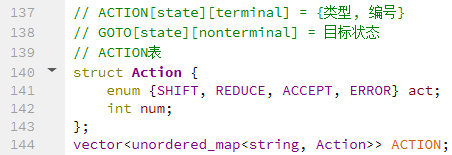 137 // ACTION[state][terminal] = {类型, 编号}
138 // GOTO[state][nonterminal] = 目标状态
139 // ACTION表
140 struct Action {
141     enum {SHIFT, REDUCE, ACCEPT, ERROR} act;
142     int num;
143 };
144 vector<unordered_map<string, Action>> ACTION;